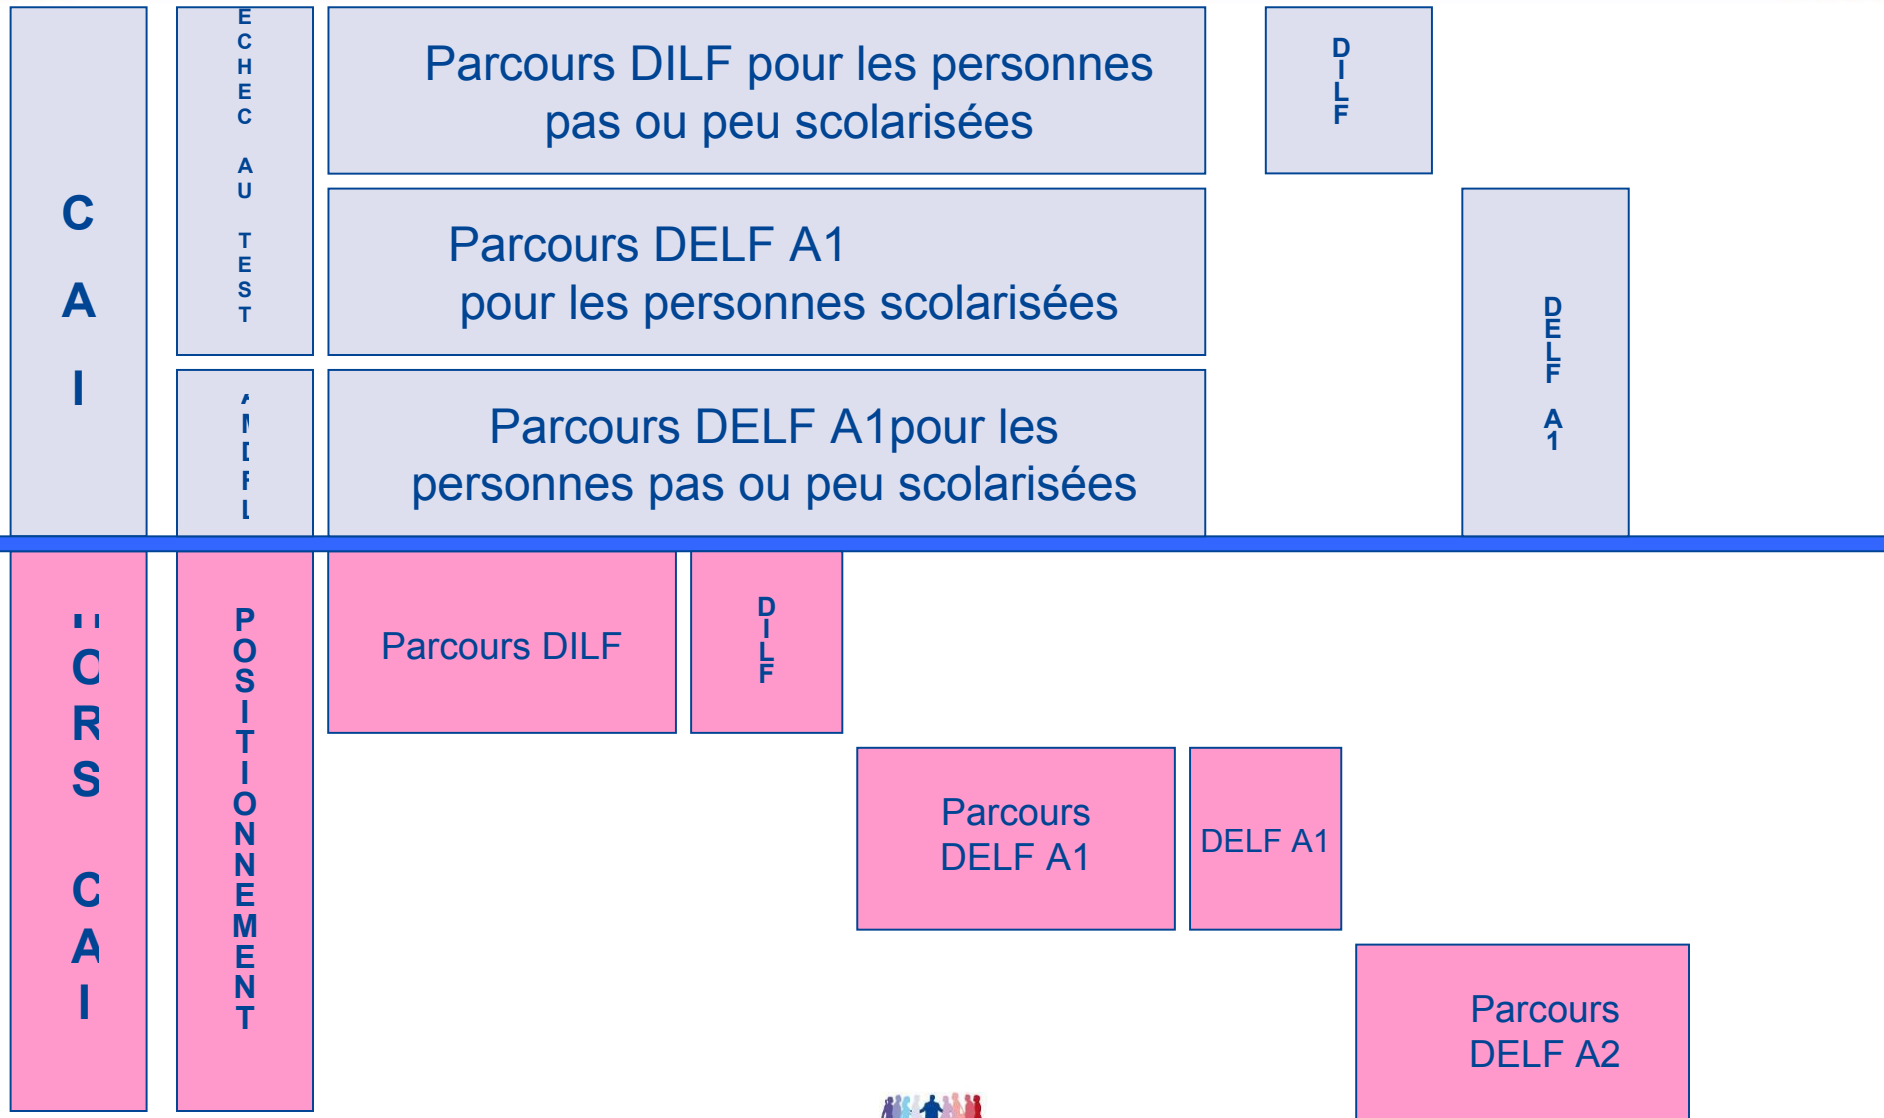 CAI
ECHEC AU TEST
Parcours DILF pour les personnes
pas ou peu scolarisées
DILF
Parcours DELF A1
pour les personnes scolarisées
DELF A1
Parcours DELF A1pour les
personnes pas ou peu scolarisées
HORS CAI
POSITIONNEMENT
Parcours DILF
DILF
Parcours
DELF A1
DELF A1
Parcours
DELF A2